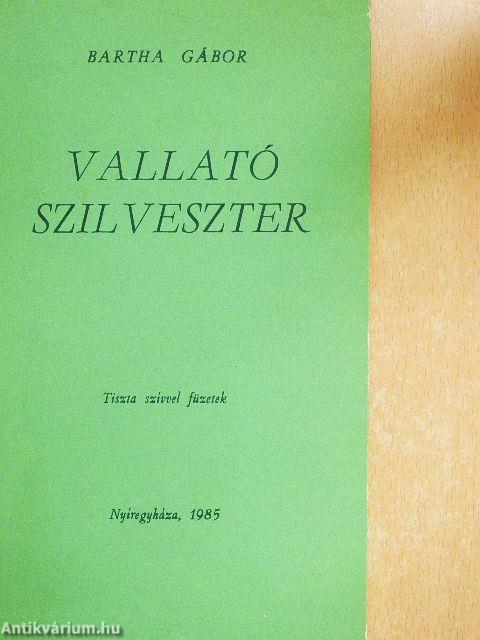 BARTHA GÁBOR
VALLATÓ
SZILVESZTER
Tiszta szívvel füzetek
Nyíregyháza, 1985
Antikvárium.hu